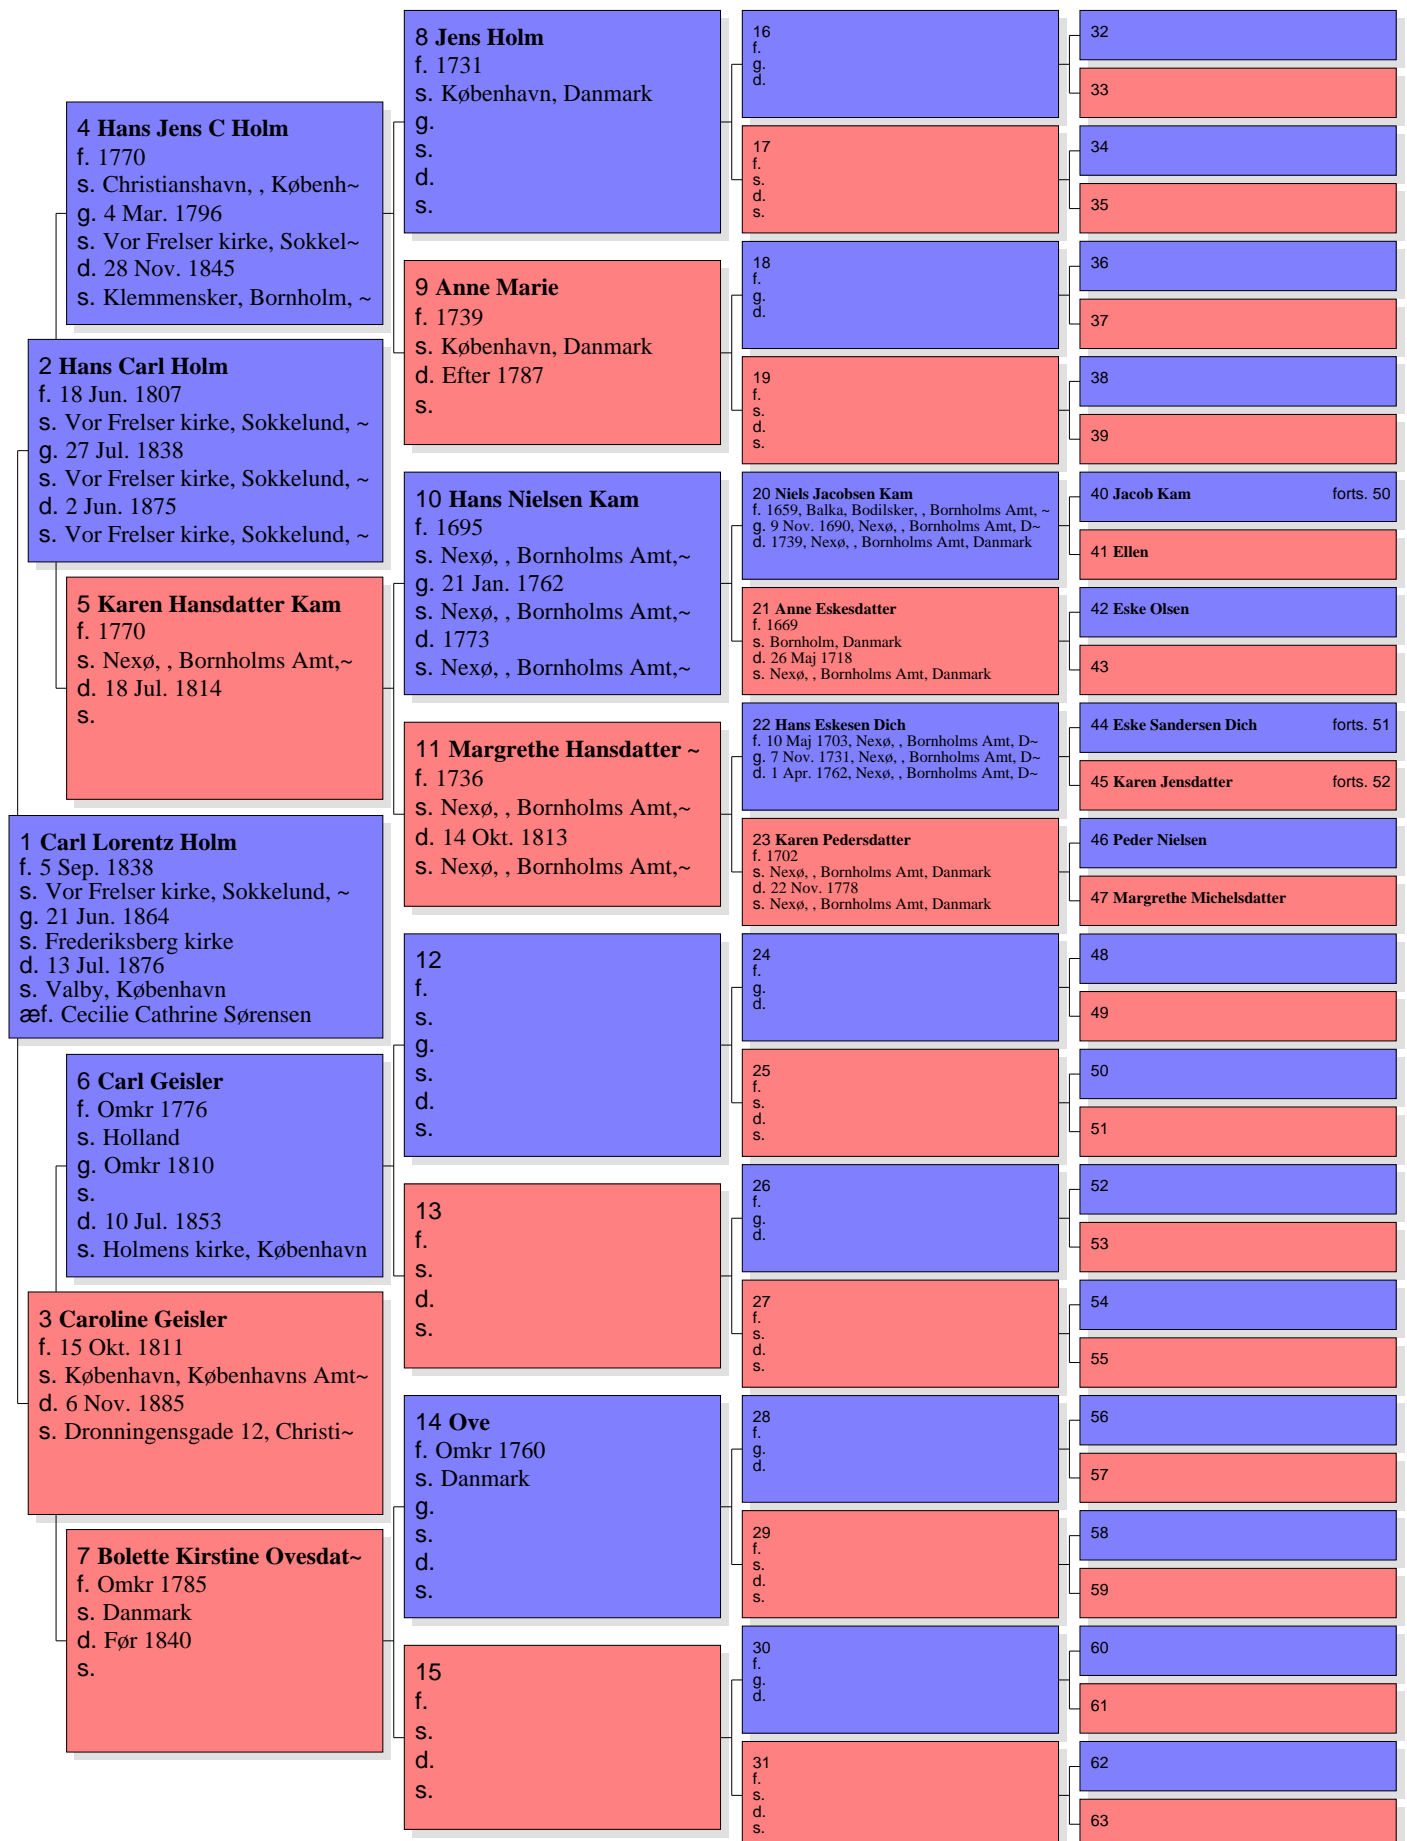 1 Carl Lorentz Holm
f. 5 Sep. 1838
s. Vor Frelser kirke, Sokkelund, ~
g. 21 Jun. 1864
s. Frederiksberg kirke
d. 13 Jul. 1876
s. Valby, København
æf. Cecilie Cathrine Sørensen
2 Hans Carl Holm
f. 18 Jun. 1807
s. Vor Frelser kirke, Sokkelund, ~
g. 27 Jul. 1838
s. Vor Frelser kirke, Sokkelund, ~
d. 2 Jun. 1875
s. Vor Frelser kirke, Sokkelund, ~
3 Caroline Geisler
f. 15 Okt. 1811
s. København, Københavns Amt~
d. 6 Nov. 1885
s. Dronningensgade 12, Christi~
4 Hans Jens C Holm
f. 1770
s. Christianshavn, , Københ~
g. 4 Mar. 1796
s. Vor Frelser kirke, Sokkel~
d. 28 Nov. 1845
s. Klemmensker, Bornholm, ~
5 Karen Hansdatter Kam
f. 1770
s. Nexø, , Bornholms Amt,~
d. 18 Jul. 1814
s.
6 Carl Geisler
f. Omkr 1776
s. Holland
g. Omkr 1810
s.
d. 10 Jul. 1853
s. Holmens kirke, København
7 Bolette Kirstine Ovesdat~
f. Omkr 1785
s. Danmark
d. Før 1840
s.
8 Jens Holm
f. 1731
s. København, Danmark
g.
s.
d.
s.
9 Anne Marie
f. 1739
s. København, Danmark
d. Efter 1787
s.
10 Hans Nielsen Kam
f. 1695
s. Nexø, , Bornholms Amt,~
g. 21 Jan. 1762
s. Nexø, , Bornholms Amt,~
d. 1773
s. Nexø, , Bornholms Amt,~
11 Margrethe Hansdatter ~
f. 1736
s. Nexø, , Bornholms Amt,~
d. 14 Okt. 1813
s. Nexø, , Bornholms Amt,~
12
f.
s.
g.
s.
d.
s.
13
f.
s.
d.
s.
14 Ove
f. Omkr 1760
s. Danmark
g.
s.
d.
s.
15
f.
s.
d.
s.
16
f.
g.
d.
17
f.
s.
d.
s.
18
f.
g.
d.
19
f.
s.
d.
s.
20 Niels Jacobsen Kam
f. 1659, Balka, Bodilsker, , Bornholms Amt, ~
g. 9 Nov. 1690, Nexø, , Bornholms Amt, D~
d. 1739, Nexø, , Bornholms Amt, Danmark
21 Anne Eskesdatter
f. 1669
s. Bornholm, Danmark
d. 26 Maj 1718
s. Nexø, , Bornholms Amt, Danmark
22 Hans Eskesen Dich
f. 10 Maj 1703, Nexø, , Bornholms Amt, D~
g. 7 Nov. 1731, Nexø, , Bornholms Amt, D~
d. 1 Apr. 1762, Nexø, , Bornholms Amt, D~
23 Karen Pedersdatter
f. 1702
s. Nexø, , Bornholms Amt, Danmark
d. 22 Nov. 1778
s. Nexø, , Bornholms Amt, Danmark
24
f.
g.
d.
25
f.
s.
d.
s.
26
f.
g.
d.
27
f.
s.
d.
s.
28
f.
g.
d.
29
f.
s.
d.
s.
30
f.
g.
d.
31
f.
s.
d.
s.
32
33
34
35
36
37
38
39
40 Jacob Kam forts. 50
41 Ellen
42 Eske Olsen
43
44 Eske Sandersen Dich forts. 51
45 Karen Jensdatter forts. 52
46 Peder Nielsen
47 Margrethe Michelsdatter
48
49
50
51
52
53
54
55
56
57
58
59
60
61
62
63